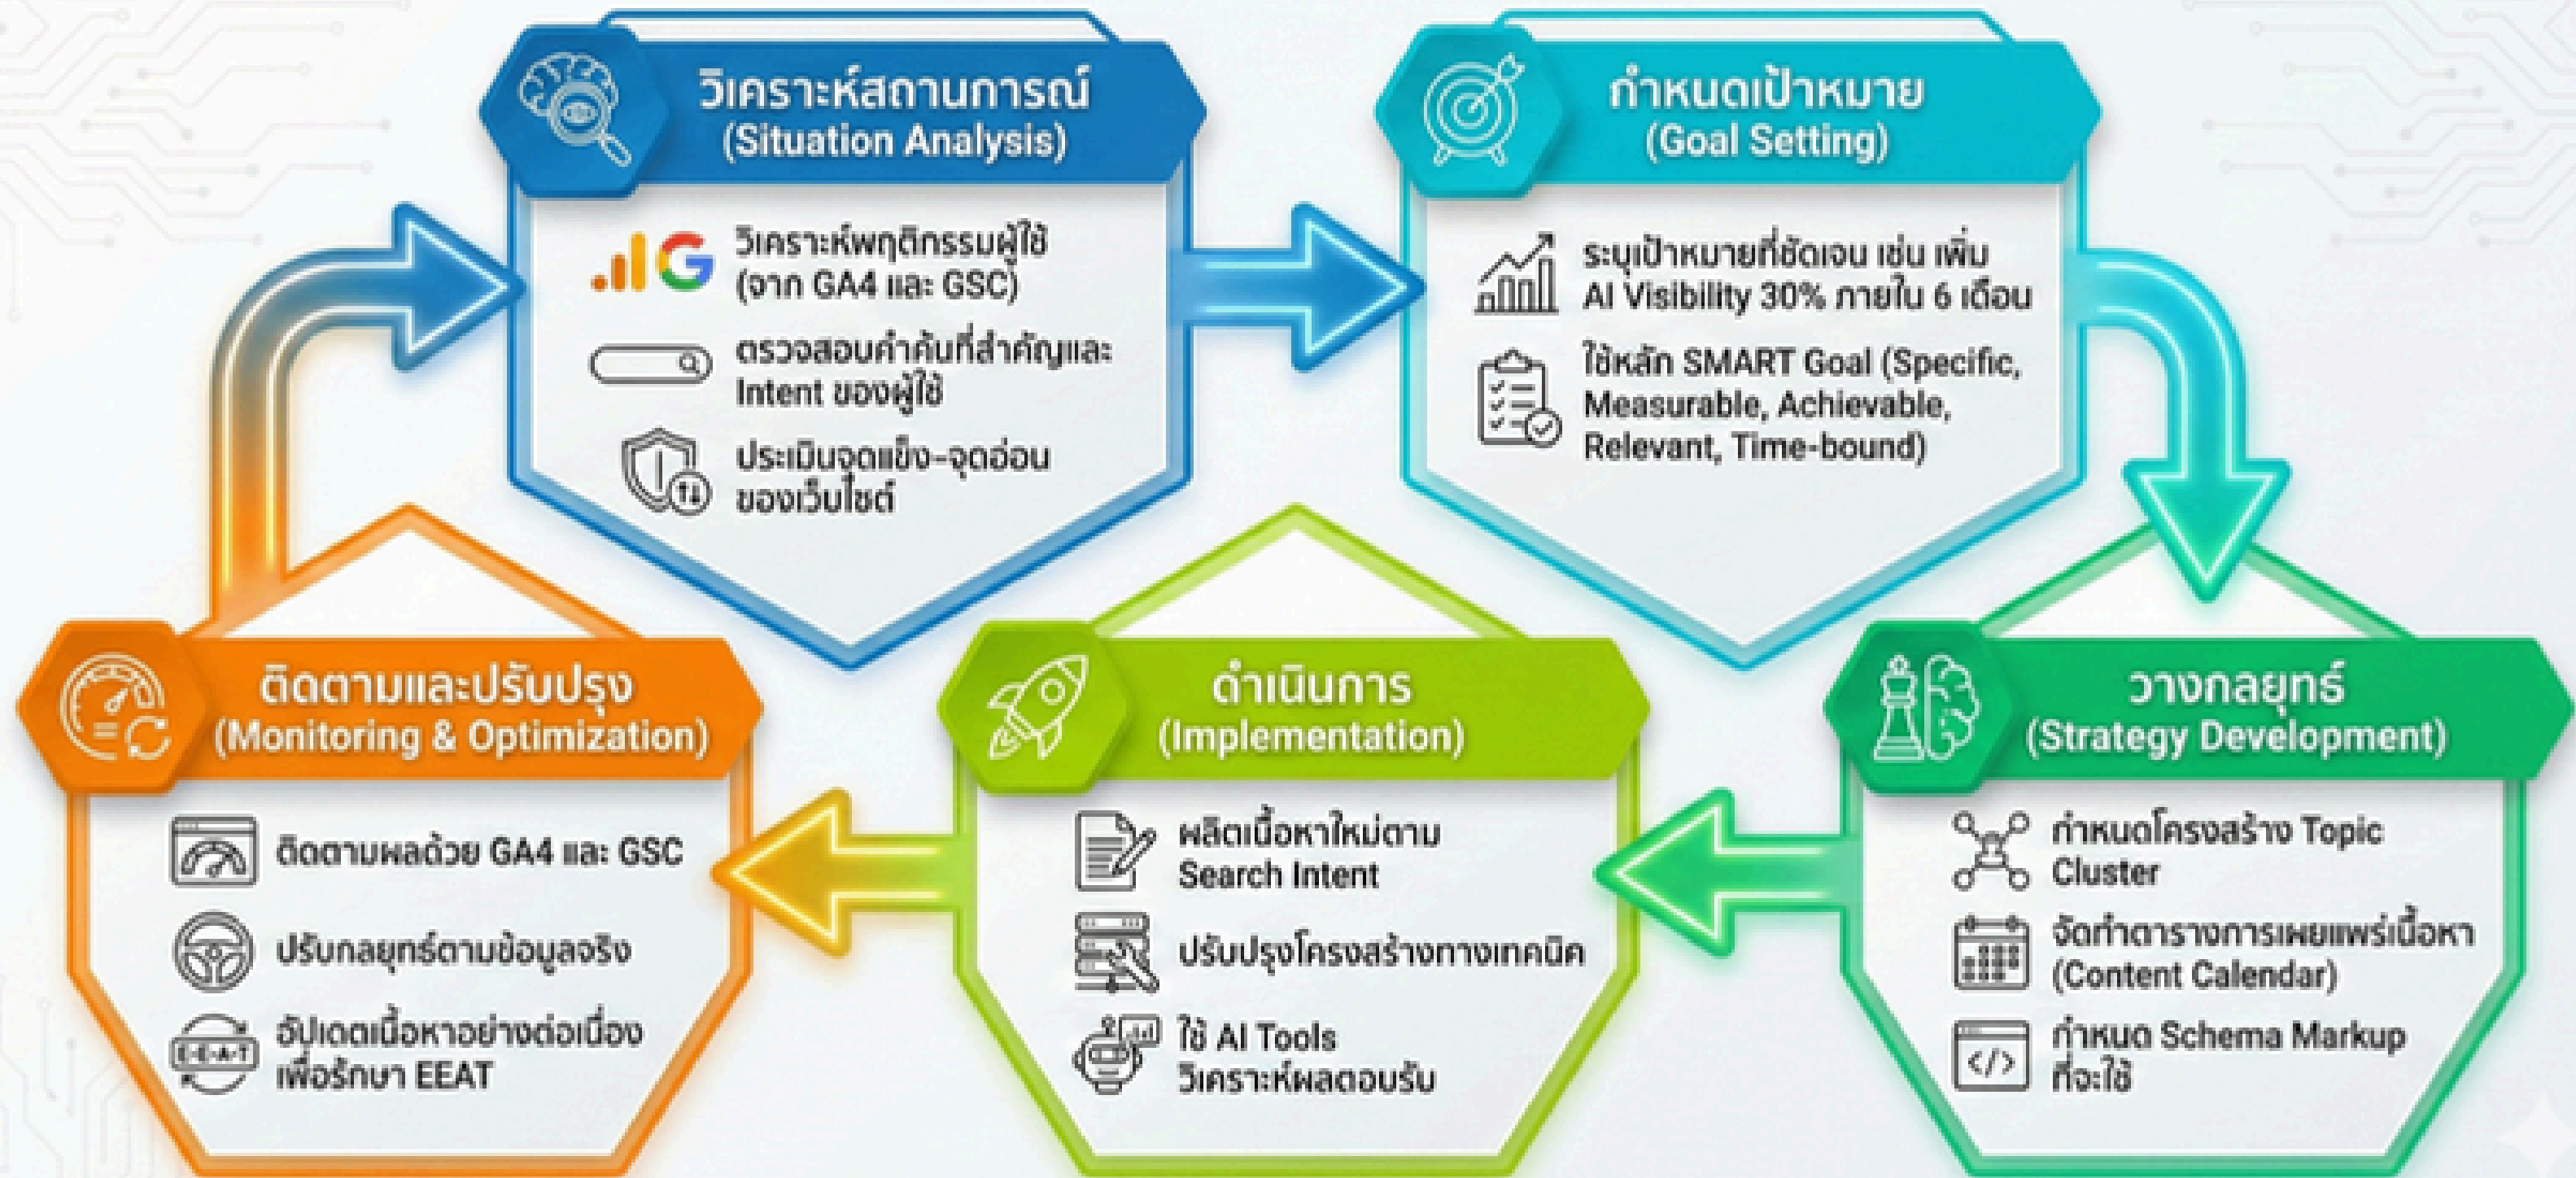 วิเคราะห์สถานการณ์
(Situation Analysis)
วิเคราะห์พฤติกรรมผู้ใช้
(จาก GA4 และ GSC)
ตรวจสอบคำค้นที่สำคัญและ
Intent ของผู้ใช้
ประเมินจุดแข็ง-จุดอ่อน
ของเว็บไซต์
กำหนดเป้าหมาย
(Goal Setting)
ระบุเป้าหมายที่ชัดเจน เช่น เพิ่ม
AI Visibility 30% ภายใน 6 เดือน
ใช้หลัก SMART Goal (Specific,
Measurable, Achievable,
Relevant, Time-bound)
วางกลยุทธ์
(Strategy Development)
กำหนดโครงสร้าง Topic
Cluster
จัดทำตารางการเผยแพร่เนื้อหา
(Content Calendar)
</>
กำหนด Schema Markup
ที่จะใช้
ดำเนินการ
(Implementation)
ผลิตเนื้อหาใหม่ตาม
Search Intent
ปรับปรุงโครงสร้างทางเทคนิค
ใช้ AI Tools
วิเคราะห์ผลตอบรับ
ติดตามและปรับปรุง
(Monitoring & Optimization)
ติดตามผลด้วย GA4 และ GSC
ปรับกลยุทธ์ตามข้อมูลจริง
E-E-A-T
อัปเดตเนื้อหาอย่างต่อเนื่อง
เพื่อรักษา EEAT